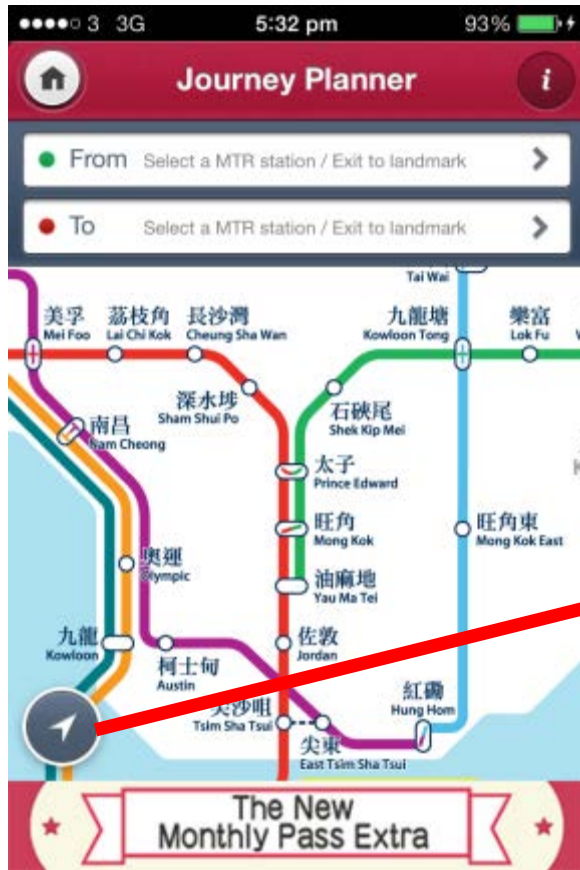 3 3G 5:32 pm 93%
Journey Planner
i
From Select a MTR station / Exit to landmark
To Select a MTR station / Exit to landmark
Tai Wai
美孚 荔枝角 長沙灣 九龍塘 樂富
Mei Foo Lai Chi Kok Cheung Sha Wan Kowloon Tong Lok Fu
深水埗 石硤尾
Sham Shui Po Shek Kip Mei
南昌
Nam Cheong
太子
Prince Edward
旺角 旺角東
Mong Kok Mong Kok East
奧運
Olympic
油麻地
Yau Ma Tei
九龍 佐敦
Kowloon Jordan
柯士甸
Austin
紅磡
Hung Hom
尖沙咀
Tsim Sha Tsui
尖東
East Tsim Sha Tsui
The New
Monthly Pass Extra